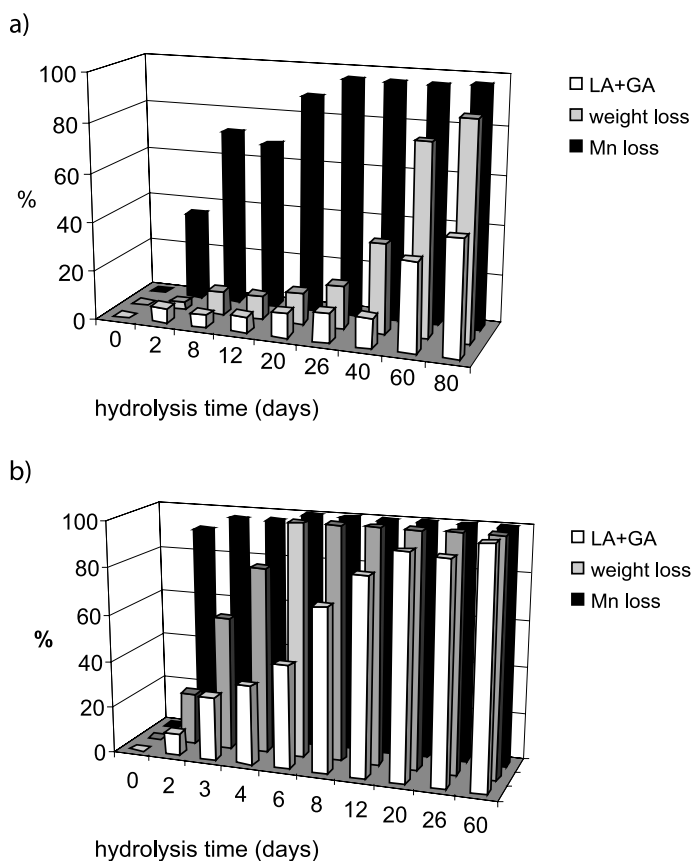 a)
100
80
60
40
20
0
%
0 2 8 12 20 26 40 60 80
hydrolysis time (days)
LA+GA
weight loss
Mn loss
b)
100
80
60
40
20
0
%
0 2 3 4 6 8 12 20 26 60
hydrolysis time (days)
LA+GA
weight loss
Mn loss